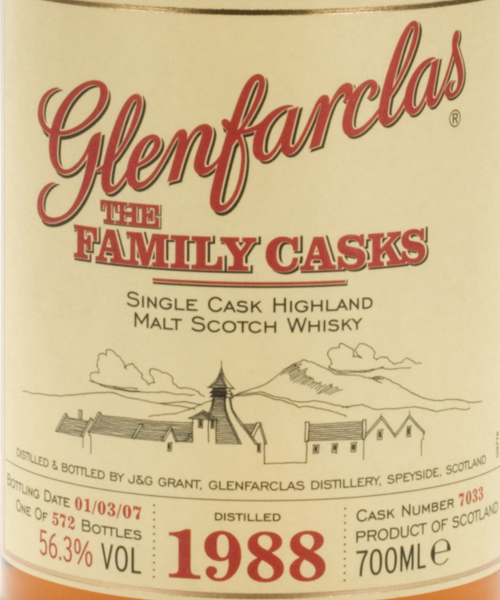 Glenfarclas ®
THE
FAMILY CASKS
SINGLE CASK HIGHLAND
MALT SCOTCH WHISKY
DISTILLED & BOTTLED BY J&G GRANT, GLENFARCLAS DISTILLERY, SPEYSIDE, SCOTLAND
BOTTLING DATE 01/03/07
ONE OF 572 BOTTLES
56.3% VOL
DISTILLED
1988
CASK NUMBER 7033
PRODUCT OF SCOTLAND
700ML e